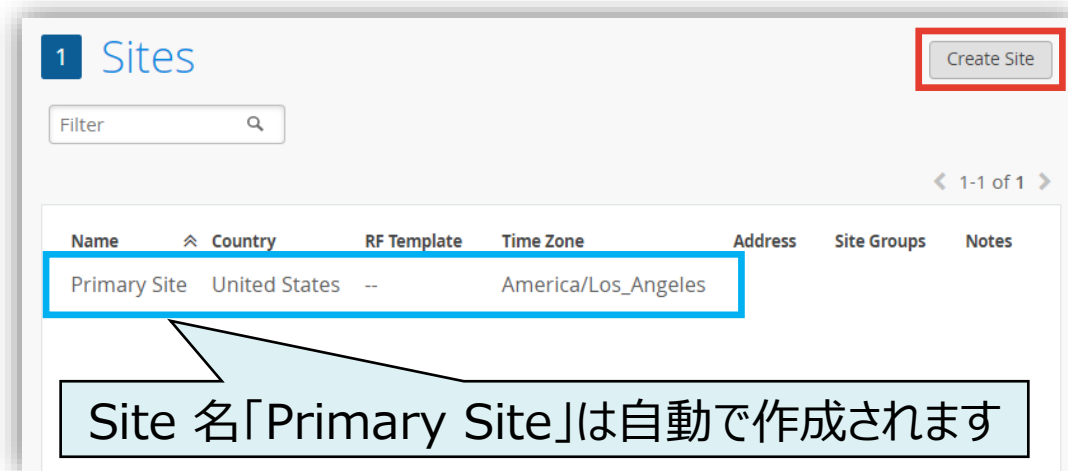 1 Sites
Create Site
Filter
1-1 of 1
Name Country RF Template Time Zone Address Site Groups Notes
Primary Site United States -- America/Los_Angeles
Site 名「Primary Site」は自動で作成されます